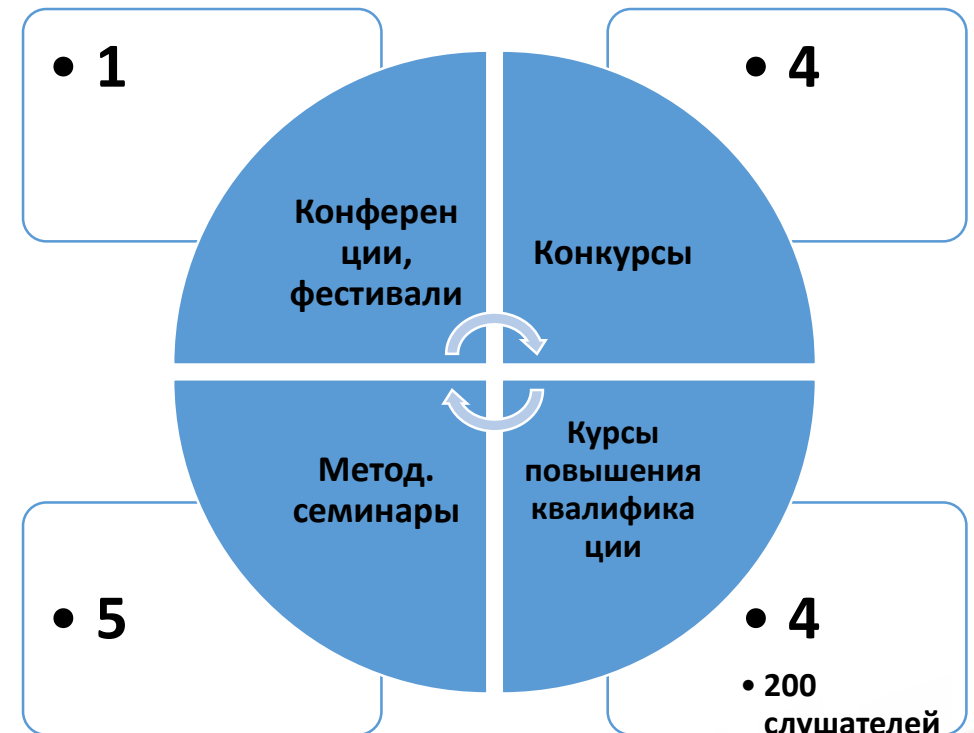 • 1
• 4
Конферен
ции,
фестивали
Конкурсы
Метод.
семинары
Курсы
повышения
квалифика
ции
• 5
• 4
• 200
слушателей